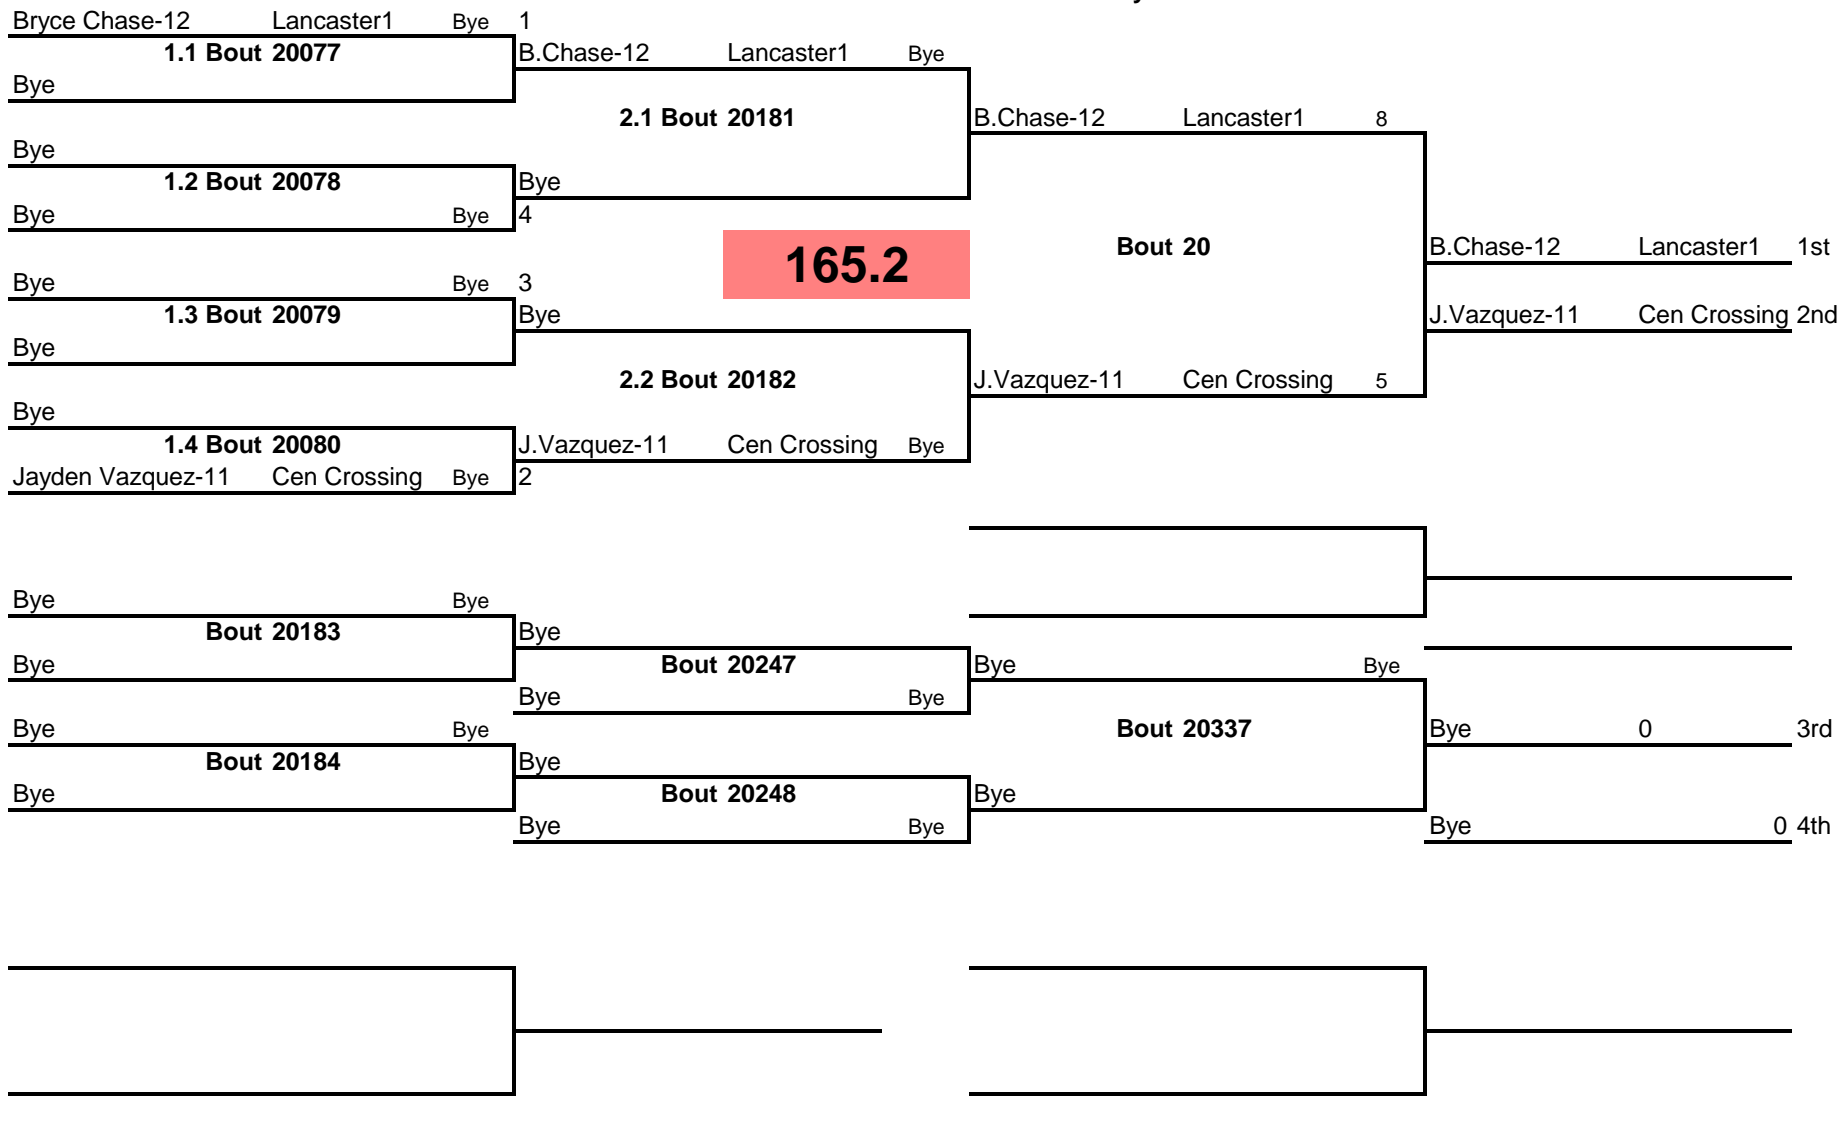 Bryce Chase-12 Lancaster1 Bye 1
1.1 Bout 20077 B.Chase-12 Lancaster1 Bye
Bye
2.1 Bout 20181 B.Chase-12 Lancaster1 8
Bye
1.2 Bout 20078 Bye
Bye Bye 4
165.2 Bout 20 B.Chase-12 Lancaster1 1st
Bye Bye 3
1.3 Bout 20079 Bye J.Vazquez-11 Cen Crossing 2nd
Bye
2.2 Bout 20182 J.Vazquez-11 Cen Crossing 5
Bye
1.4 Bout 20080 J.Vazquez-11 Cen Crossing Bye
Jayden Vazquez-11 Cen Crossing Bye 2
Bye Bye
Bout 20183 Bye
Bye Bout 20247 Bye Bye
Bye Bye
Bye Bye Bout 20337 Bye 0 3rd
Bout 20184 Bye
Bye Bout 20248 Bye
Bye Bye Bye 0 4th